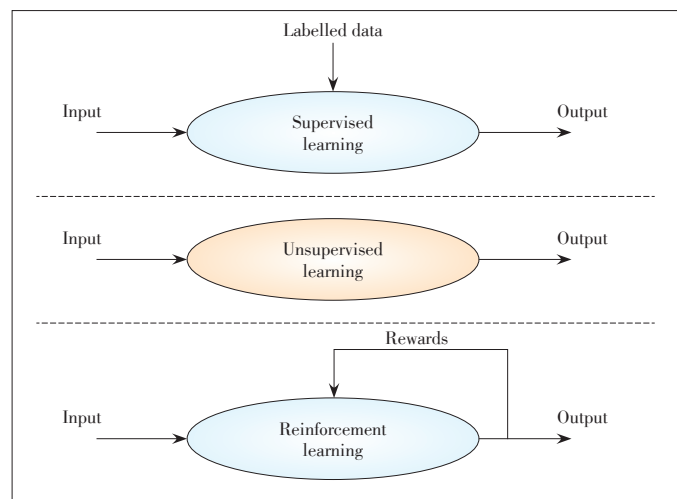 Labelled data
Input
Supervised
learning
Output
Input
Unsupervised
learning
Output
Rewards
Input
Reinforcement
learning
Output